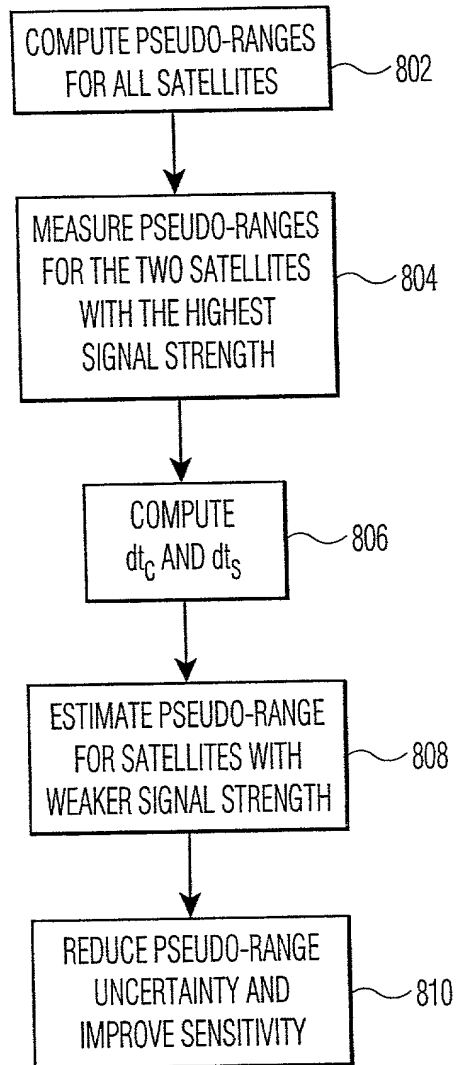 COMPUTE PSEUDO-RANGES
FOR ALL SATELLITES
802
MEASURE PSEUDO-RANGES
FOR THE TWO SATELLITES
WITH THE HIGHEST
SIGNAL STRENGTH
804
COMPUTE
dtC AND dtS
806
ESTIMATE PSEUDO-RANGE
FOR SATELLITES WITH
WEAKER SIGNAL STRENGTH
808
REDUCE PSEUDO-RANGE
UNCERTAINTY AND
IMPROVE SENSITIVITY
810